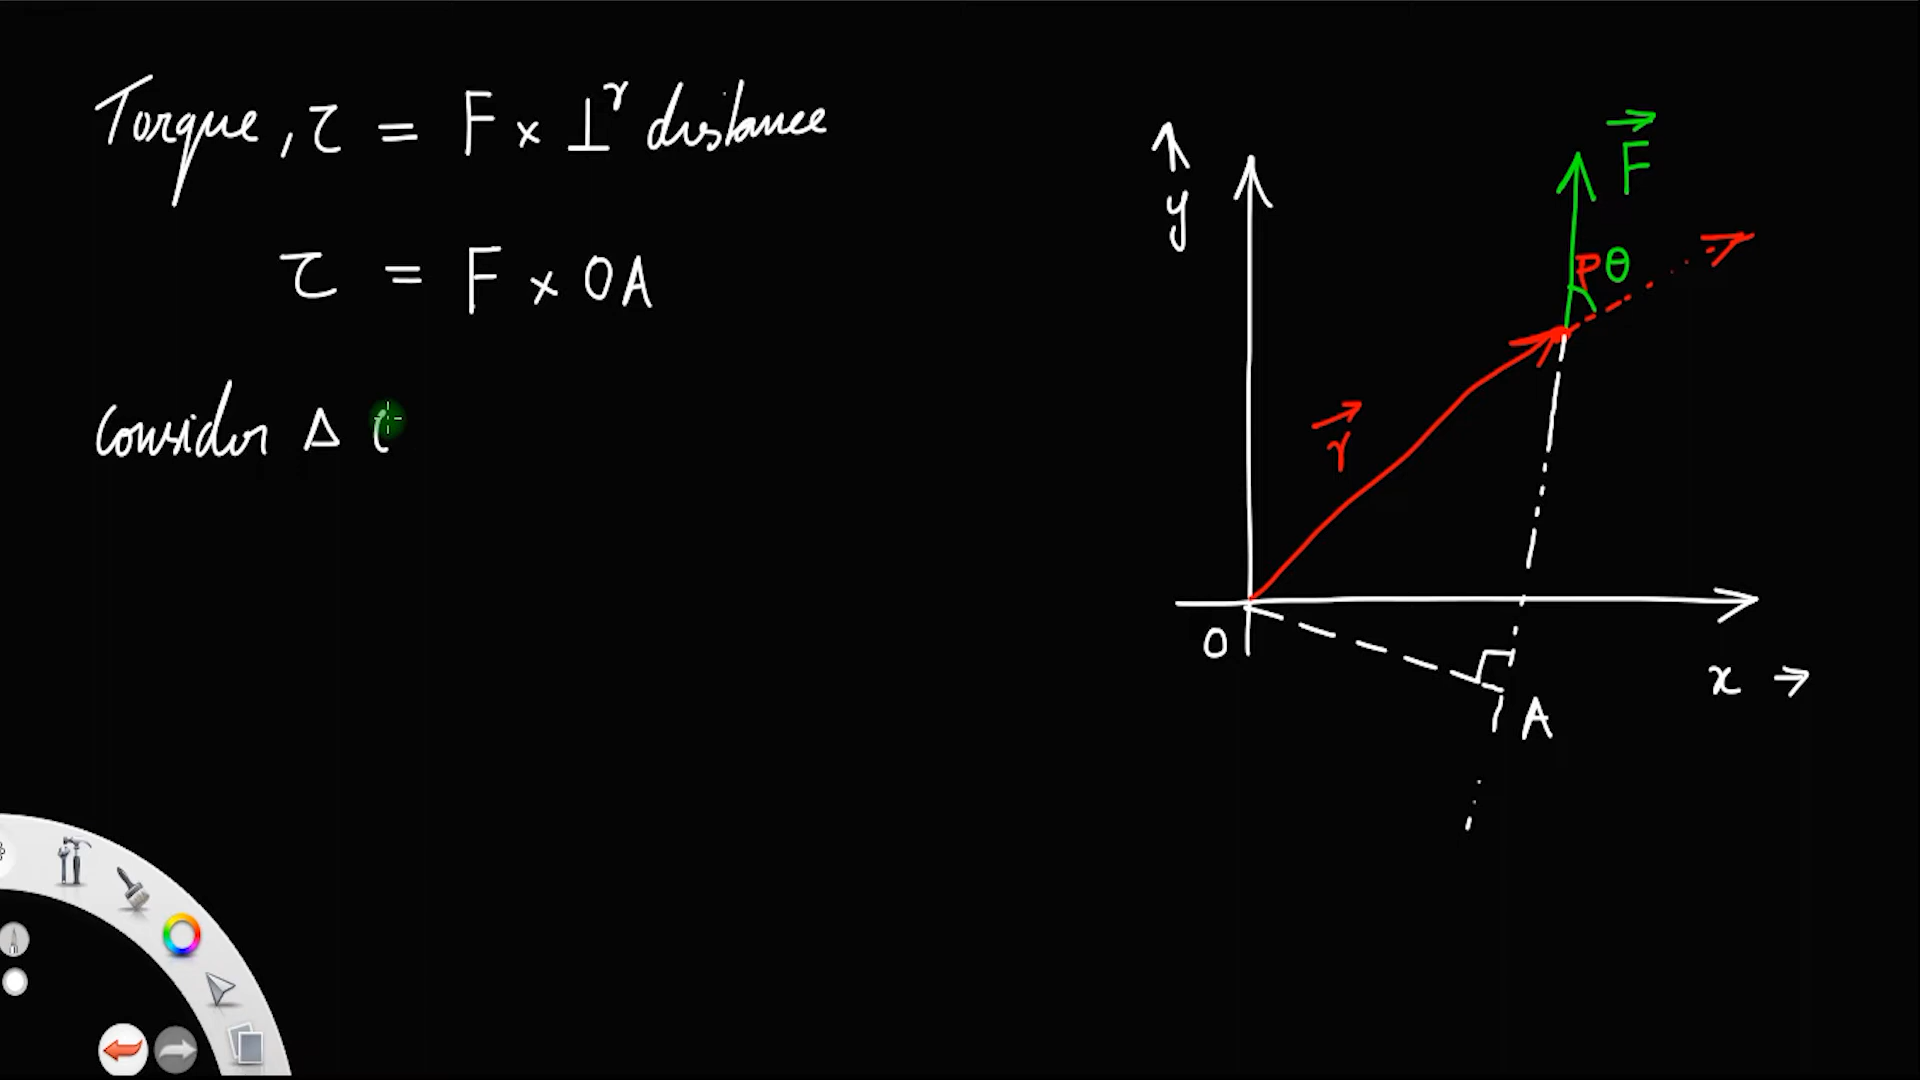 Torque, τ = F × ⊥ʳ distance
τ = F × OA
Consider Δ
y
F
P θ
r
O
x
A